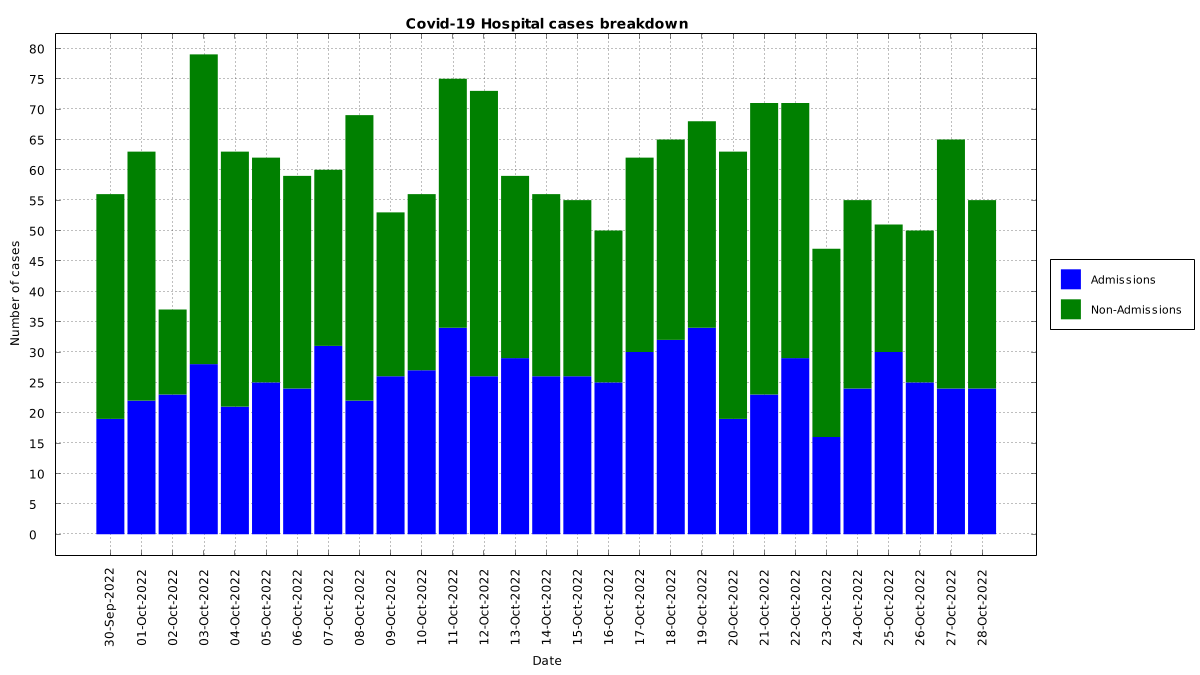 Covid-19 Hospital cases breakdown
80
75
70
65
60
55
50
45
40
35
30
25
20
15
10
5
0
Number of cases
30-Sep-2022
01-Oct-2022
02-Oct-2022
03-Oct-2022
04-Oct-2022
05-Oct-2022
06-Oct-2022
07-Oct-2022
08-Oct-2022
09-Oct-2022
10-Oct-2022
11-Oct-2022
12-Oct-2022
13-Oct-2022
14-Oct-2022
15-Oct-2022
16-Oct-2022
17-Oct-2022
18-Oct-2022
19-Oct-2022
20-Oct-2022
21-Oct-2022
22-Oct-2022
23-Oct-2022
24-Oct-2022
25-Oct-2022
26-Oct-2022
27-Oct-2022
28-Oct-2022
Date
Admissions
Non-Admissions